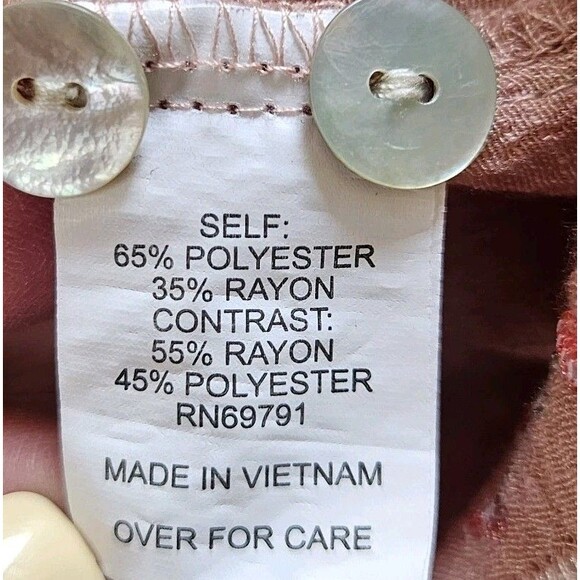 SELF:
65% POLYESTER
35% RAYON
CONTRAST:
55% RAYON
45% POLYESTER
RN69791
MADE IN VIETNAM
OVER FOR CARE